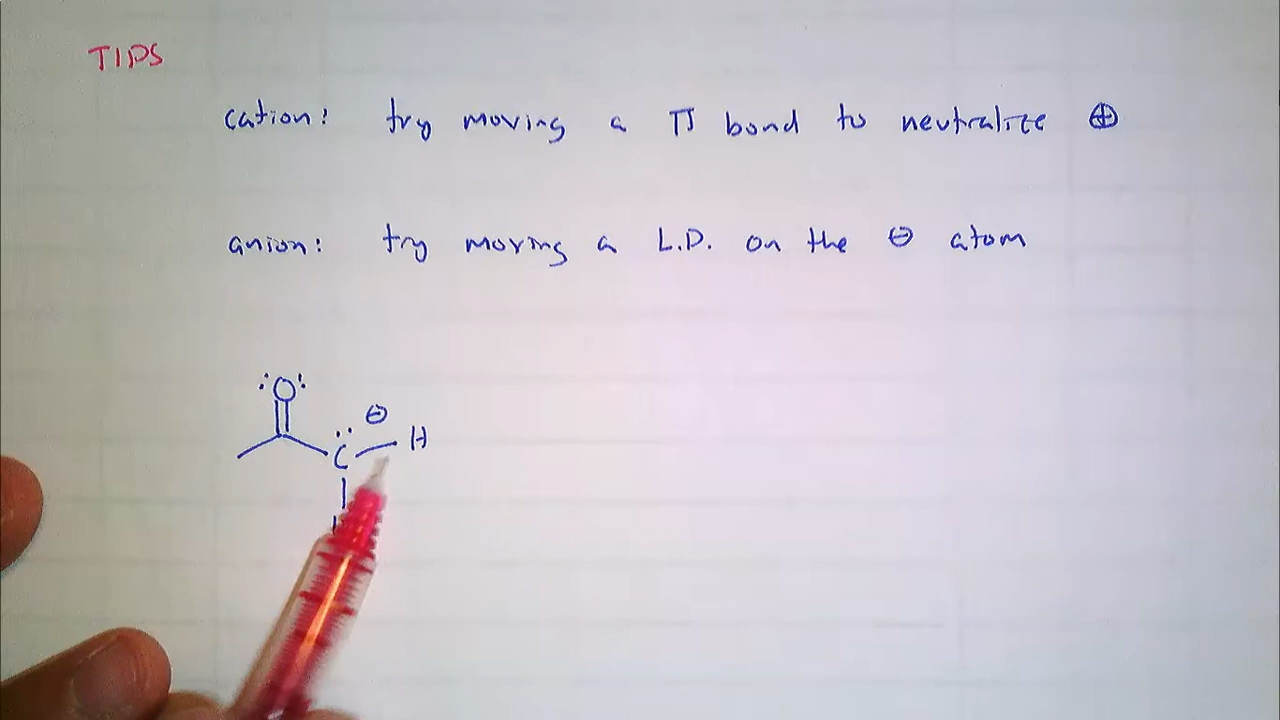 TIPS
cation: try moving a π bond to neutralize ⊕
anion: try moving a L.P. on the ⊖ atom
:O:
.. ⊖
C H